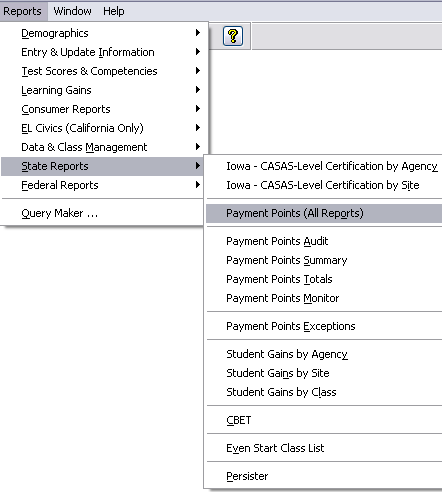 Reports Window Help
Demographics
Entry & Update Information
Test Scores & Competencies
Learning Gains
Consumer Reports
EL Civics (California Only)
Data & Class Management
State Reports
Federal Reports
Query Maker ...
Iowa - CASAS-Level Certification by Agency
Iowa - CASAS-Level Certification by Site
Payment Points (All Reports)
Payment Points Audit
Payment Points Summary
Payment Points Totals
Payment Points Monitor
Payment Points Exceptions
Student Gains by Agency
Student Gains by Site
Student Gains by Class
CBET
Even Start Class List
Persister